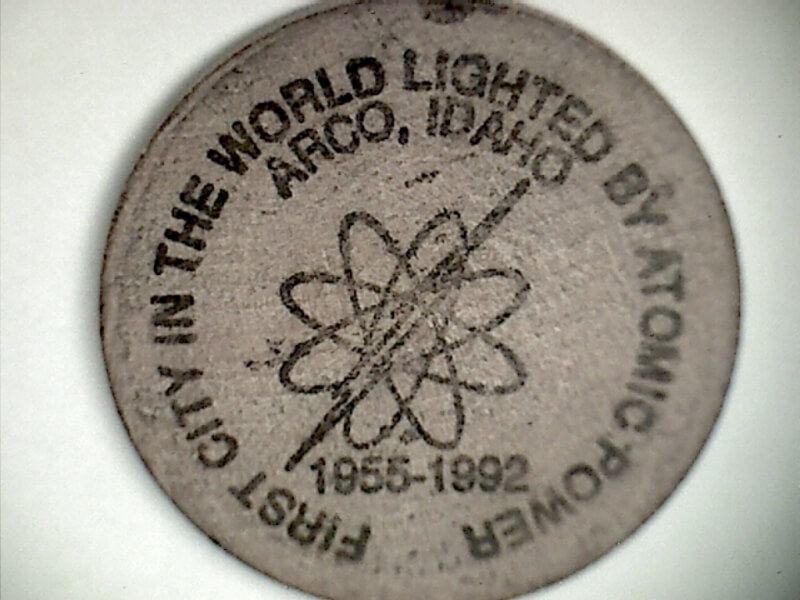 FIRST CITY IN THE WORLD LIGHTED BY ATOMIC POWER
ARCO, IDAHO
1955-1992